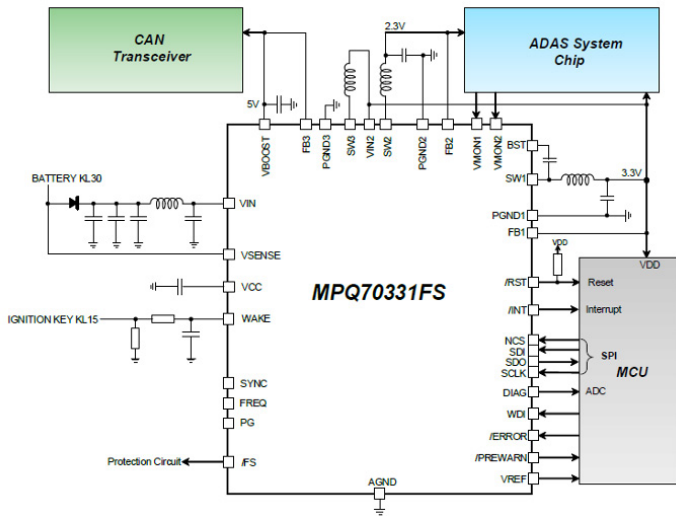 CAN
Transceiver
2.3V
ADAS System
Chip
5V
VBOOST
FB3
PGND3
SW3
VIN2
SW2
PGND2
FB2
VMON1
VMON2
BST
SW1
3.3V
PGND1
FB1
BATTERY KL30
VIN
VSENSE
VCC
IGNITION KEY KL15
WAKE
SYNC
FREQ
PG
Protection Circuit
/FS
MPQ70331FS
AGND
VDD
VDD
/RST
Reset
/INT
Interrupt
NCS
SDI
SDO
SCLK
SPI
MCU
DIAG
ADC
WDI
/ERROR
/PREWARN
VREF